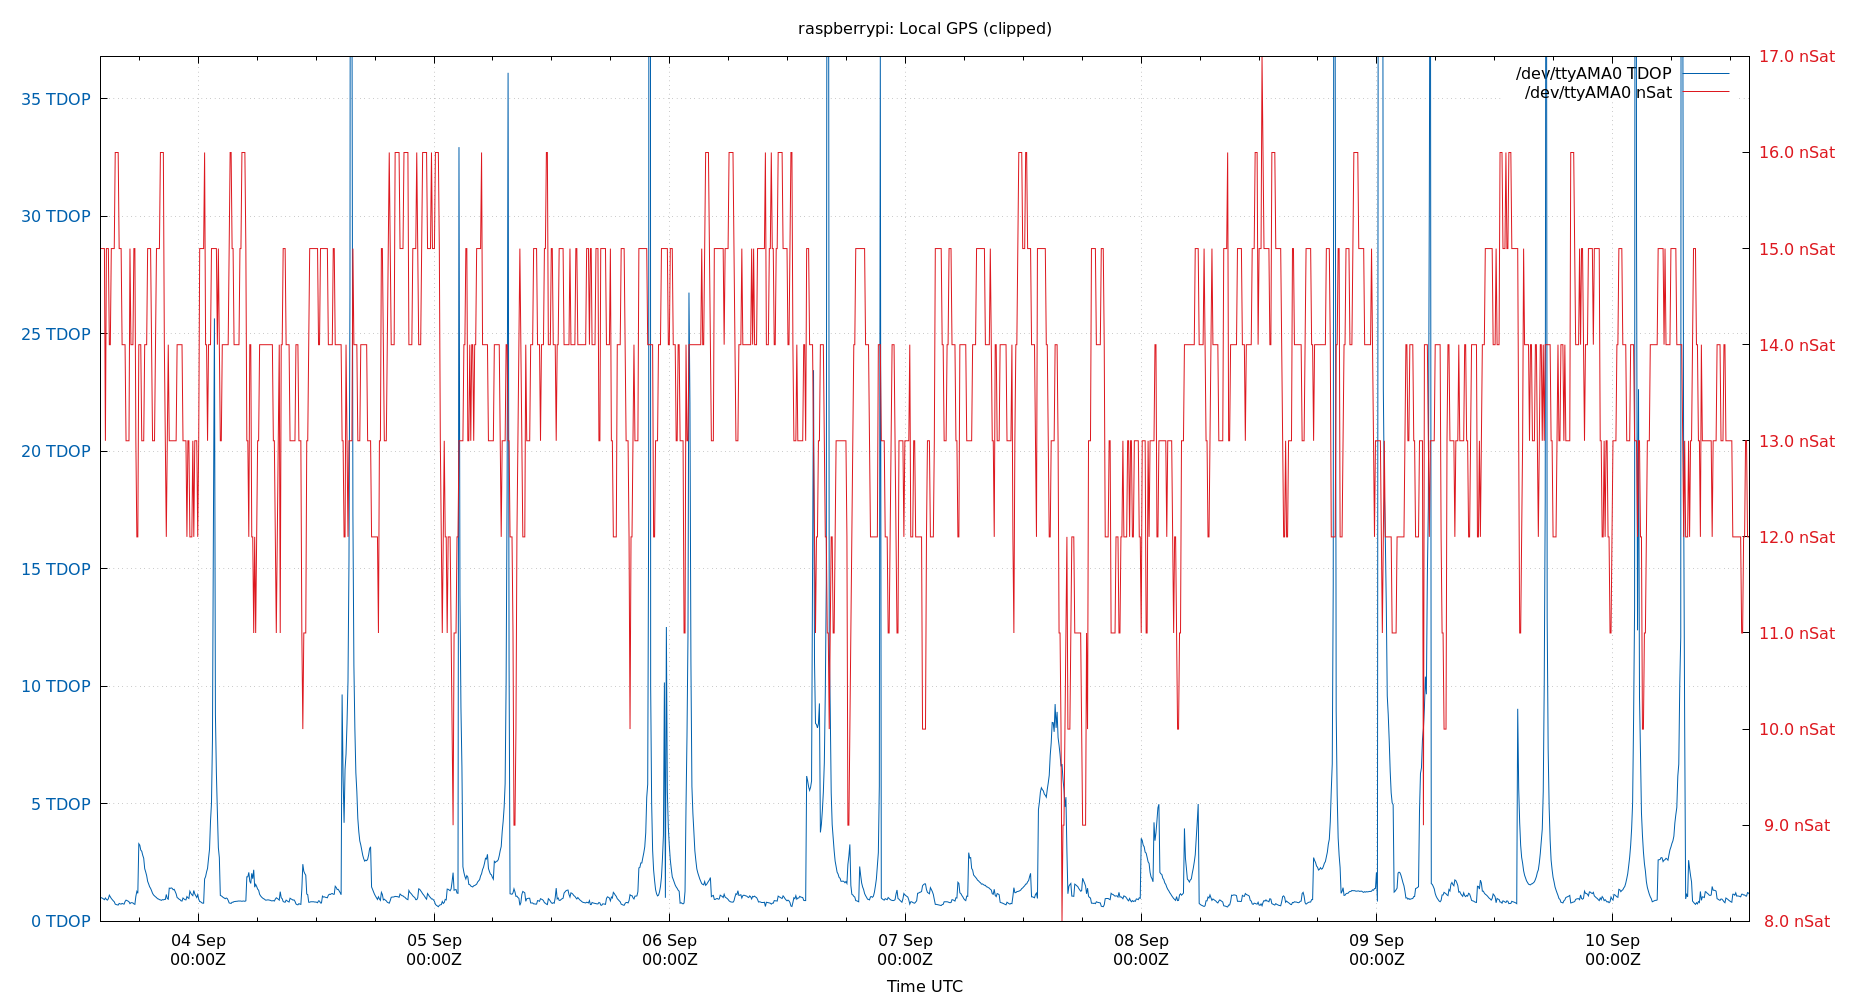 raspberrypi: Local GPS (clipped)
/dev/ttyAMA0 TDOP
/dev/ttyAMA0 nSat
35 TDOP
30 TDOP
25 TDOP
20 TDOP
15 TDOP
10 TDOP
5 TDOP
0 TDOP
17.0 nSat
16.0 nSat
15.0 nSat
14.0 nSat
13.0 nSat
12.0 nSat
11.0 nSat
10.0 nSat
9.0 nSat
8.0 nSat
04 Sep
00:00Z
05 Sep
00:00Z
06 Sep
00:00Z
07 Sep
00:00Z
08 Sep
00:00Z
09 Sep
00:00Z
10 Sep
00:00Z
Time UTC